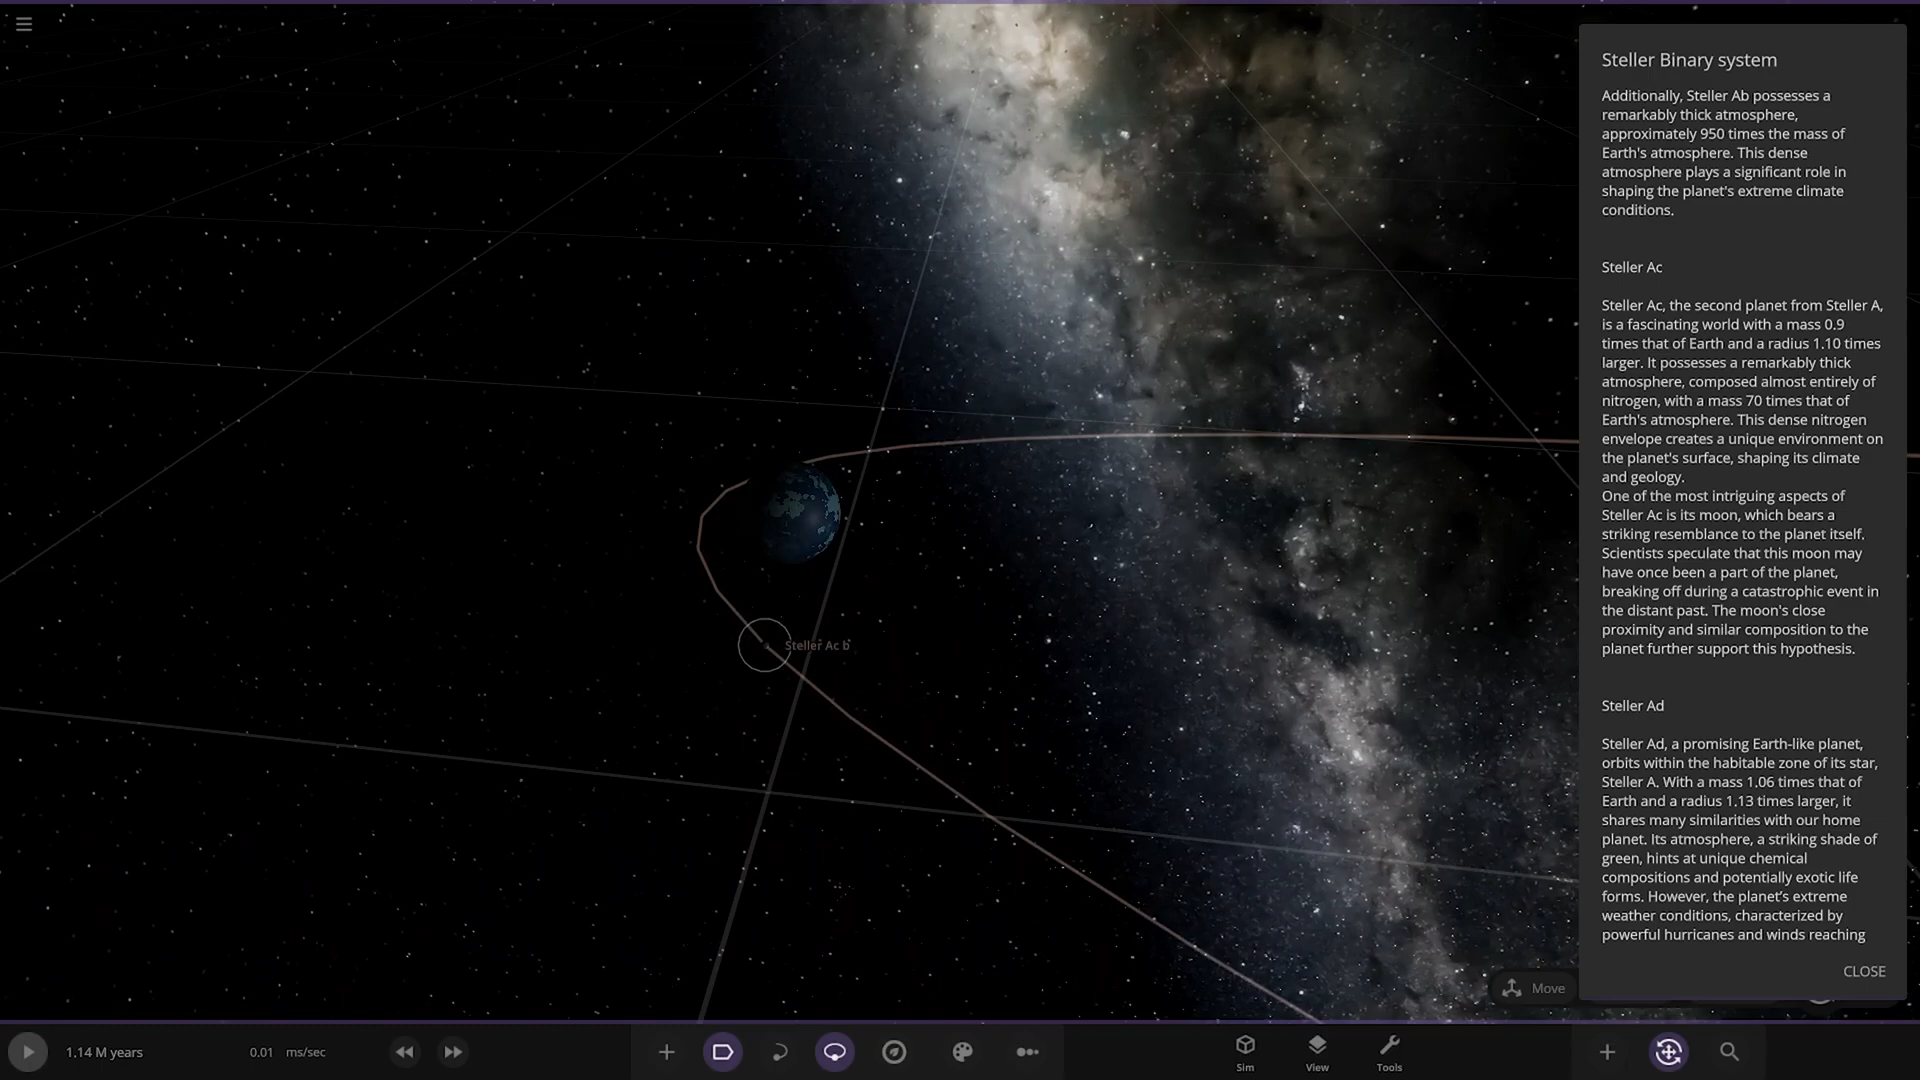 Steller Binary system
Additionally, Steller Ab possesses a
remarkably thick atmosphere,
approximately 950 times the mass of
Earth's atmosphere. This dense
atmosphere plays a significant role in
shaping the planet's extreme climate
conditions.
Steller Ac
Steller Ac, the second planet from Steller A,
is a fascinating world with a mass 0.9
times that of Earth and a radius 1.10 times
larger. It possesses a remarkably thick
atmosphere, composed almost entirely of
nitrogen, with a mass 70 times that of
Earth's atmosphere. This dense nitrogen
envelope creates a unique environment on
the planet's surface, shaping its climate
and geology.
One of the most intriguing aspects of
Steller Ac is its moon, which bears a
striking resemblance to the planet itself.
Scientists speculate that this moon may
have once been a part of the planet,
breaking off during a catastrophic event in
the distant past. The moon's close
proximity and similar composition to the
planet further support this hypothesis.
Steller Ad
Steller Ad, a promising Earth-like planet,
orbits within the habitable zone of its star,
Steller A. With a mass 1.06 times that of
Earth and a radius 1.13 times larger, it
shares many similarities with our home
planet. Its atmosphere, a striking shade of
green, hints at unique chemical
compositions and potentially exotic life
forms. However, the planet’s extreme
weather conditions, characterized by
powerful hurricanes and winds reaching
CLOSE
Steller Ac b
Move
1.14 M years
0.01 ms/sec
Sim
View
Tools